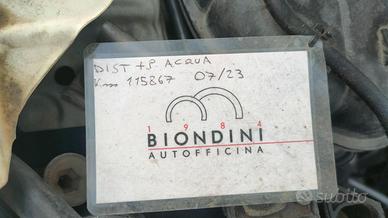 DIST + P ACQUA
Km 115867 07/23
1984
BIONDINI
AUTOFFICINA
subito